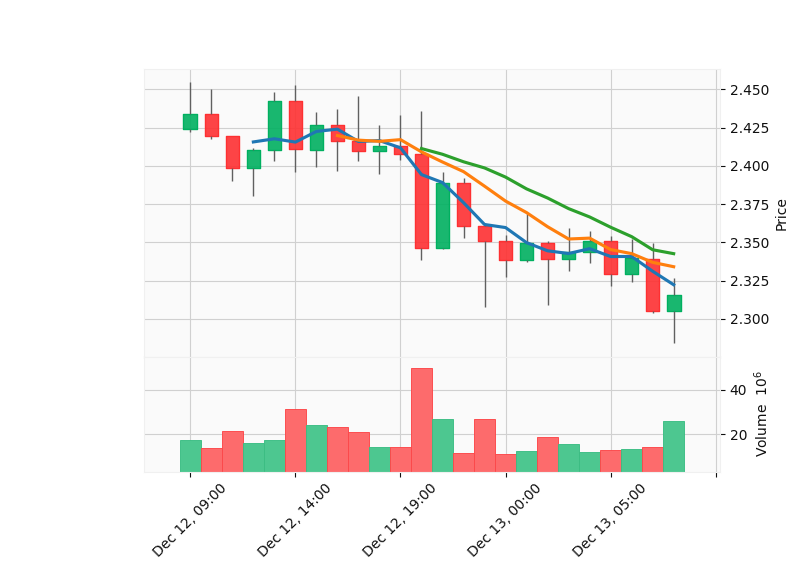 2.450
2.425
2.400
2.375
2.350
2.325
2.300
Price
40
20
Volume 10^6
Dec 12, 09:00
Dec 12, 14:00
Dec 12, 19:00
Dec 13, 00:00
Dec 13, 05:00